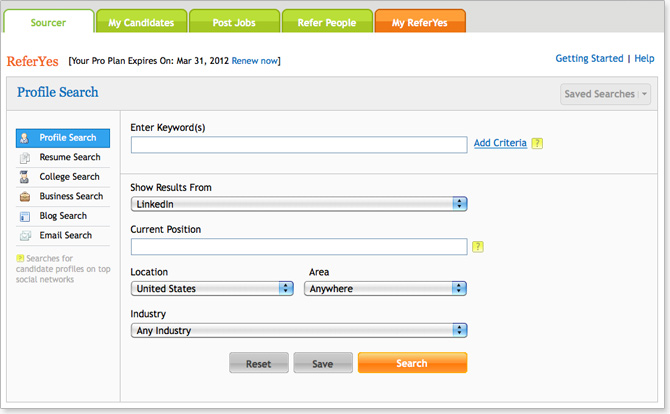 Sourcer My Candidates Post Jobs Refer People My ReferYes
ReferYes [Your Pro Plan Expires On: Mar 31, 2012 Renew now] Getting Started | Help
Profile Search Saved Searches
Profile Search
Resume Search
College Search
Business Search
Blog Search
Email Search
? Searches for
candidate profiles on top
social networks
Enter Keyword(s)
Add Criteria ?
Show Results From
LinkedIn
Current Position
?
Location Area
United States Anywhere
Industry
Any Industry
Reset Save Search